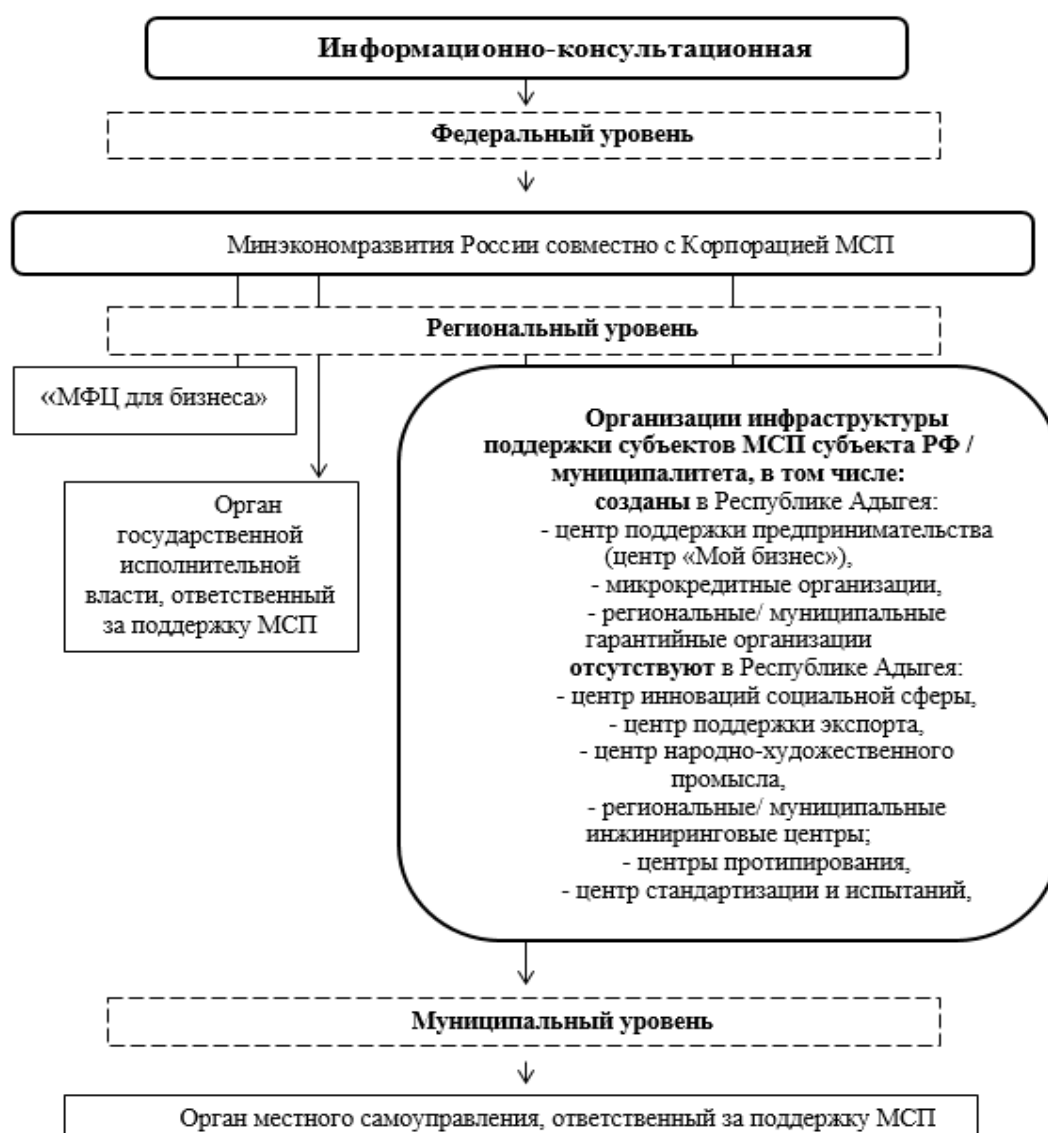 Информационно-консультационная
Федеральный уровень
Минэкономразвития России совместно с Корпорацией МСП
Региональный уровень
«МФЦ для бизнеса»
Орган
государственной
исполнительной
власти, ответственный
за поддержку МСП
Организации инфраструктуры
поддержки субъектов МСП субъекта РФ /
муниципалитета, в том числе:
созданы в Республике Адыгея:
- центр поддержки предпринимательства
(центр «Мой бизнес»),
- микрокредитные организации,
- региональные/ муниципальные
гарантийные организации
отсутствуют в Республике Адыгея:
- центр инноваций социальной сферы,
- центр поддержки экспорта,
- центр народно-художественного
промысла,
- региональные/ муниципальные
инжиниринговые центры;
- центры протипирования,
- центр стандартизации и испытаний,
Муниципальный уровень
Орган местного самоуправления, ответственный за поддержку МСП